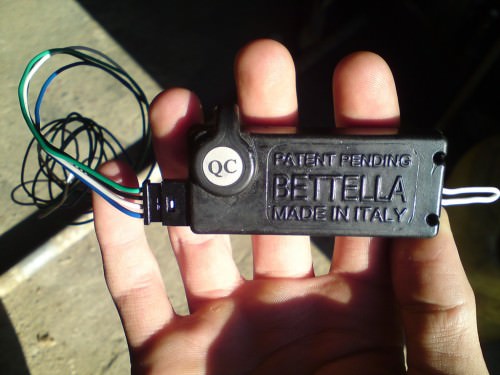 QC
PATENT PENDING
BETTELLA
MADE IN ITALY